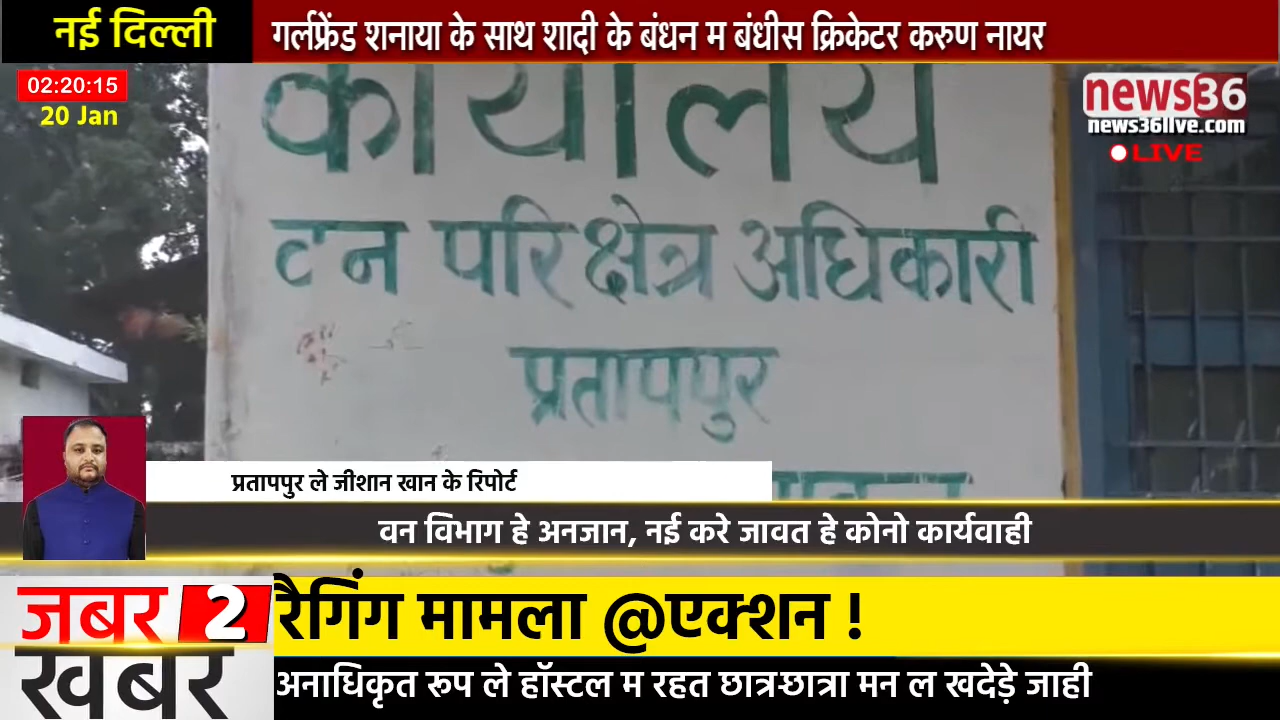 नई दिल्ली
गर्लफ्रेंड शनाया के साथ शादी के बंधन म बंधीस क्रिकेटर करुण नायर
02:20:15
20 Jan
news36
news36live.com
LIVE
कार्यालय
वन परिक्षेत्र अधिकारी
प्रतापपुर
प्रतापपुर ले जीशान खान के रिपोर्ट
वन विभाग हे अनजान, नई करे जावत हे कोनो कार्यवाही
जबर 2
खबर
रैगिंग मामला @एक्शन !
अनाधिकृत रूप ले हॉस्टल म रहत छात्र-छात्रा मन ल खदेड़े जाही